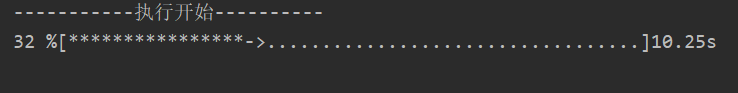 -----------执行开始----------
32 %[****************->..................................]10.25s